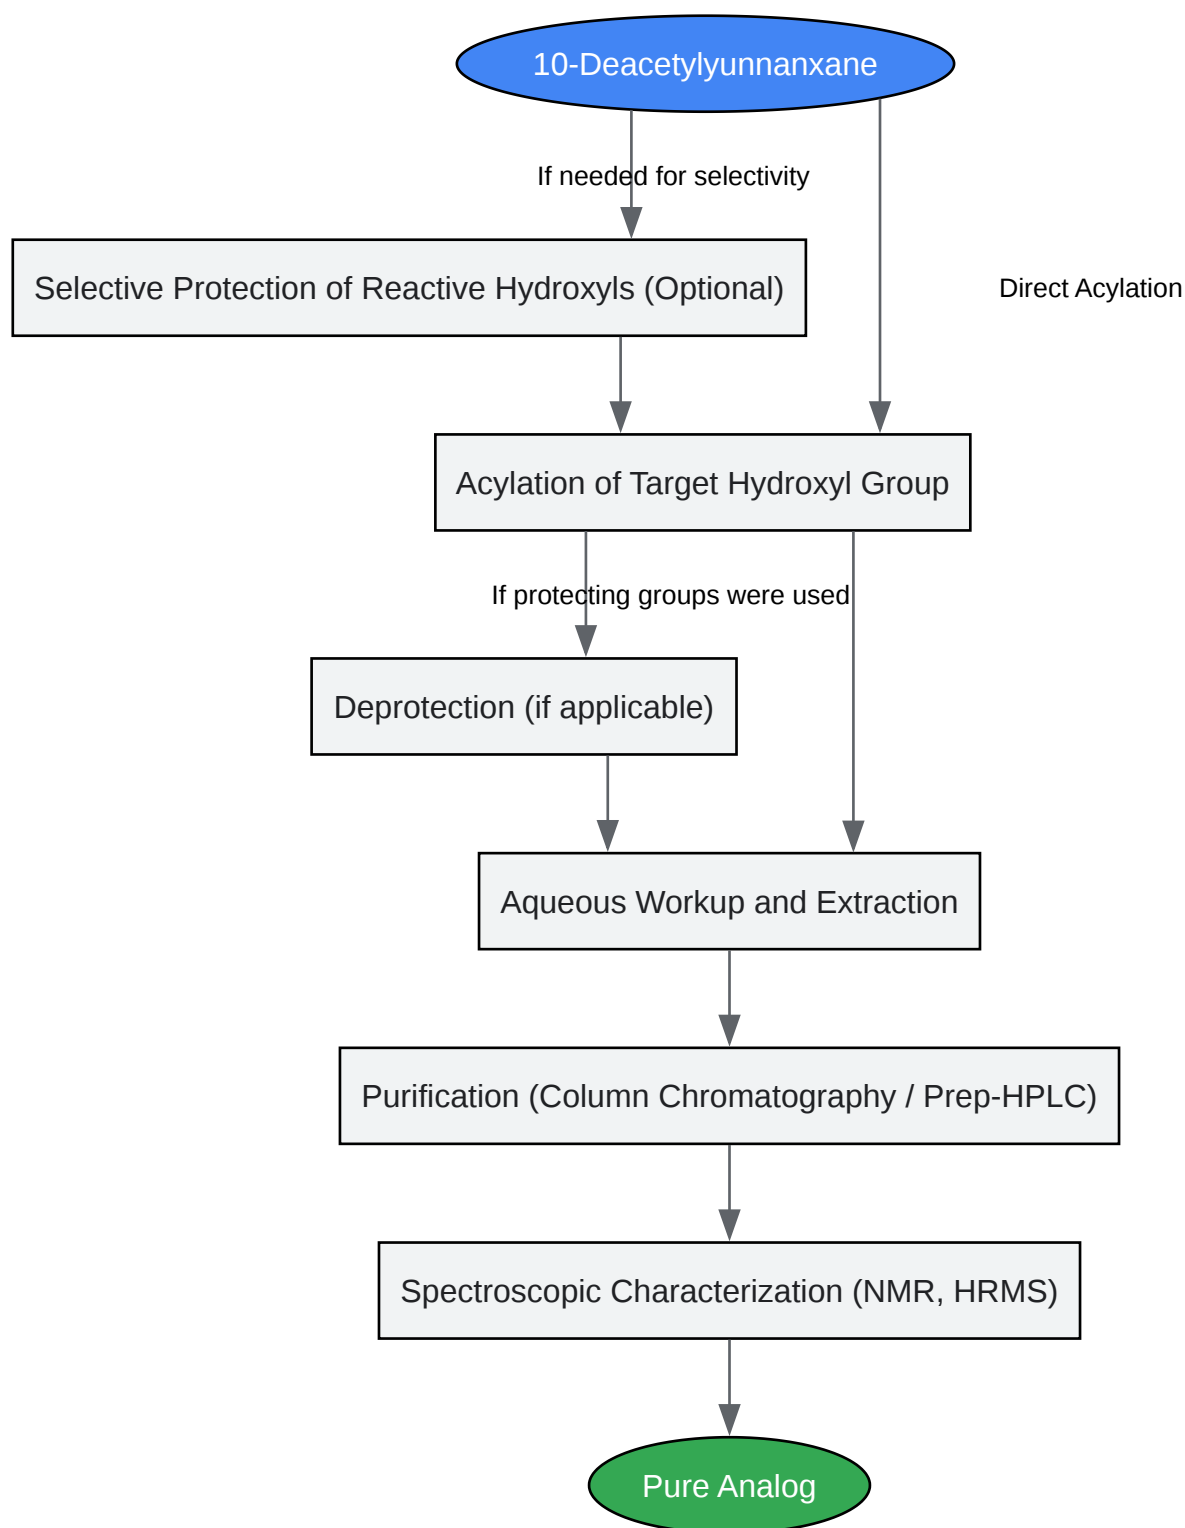 10-Deacetylyunnanxane
If needed for selectivity
Selective Protection of Reactive Hydroxyls (Optional)
Direct Acylation
Acylation of Target Hydroxyl Group
If protecting groups were used
Deprotection (if applicable)
Aqueous Workup and Extraction
Purification (Column Chromatography / Prep-HPLC)
Spectroscopic Characterization (NMR, HRMS)
Pure Analog